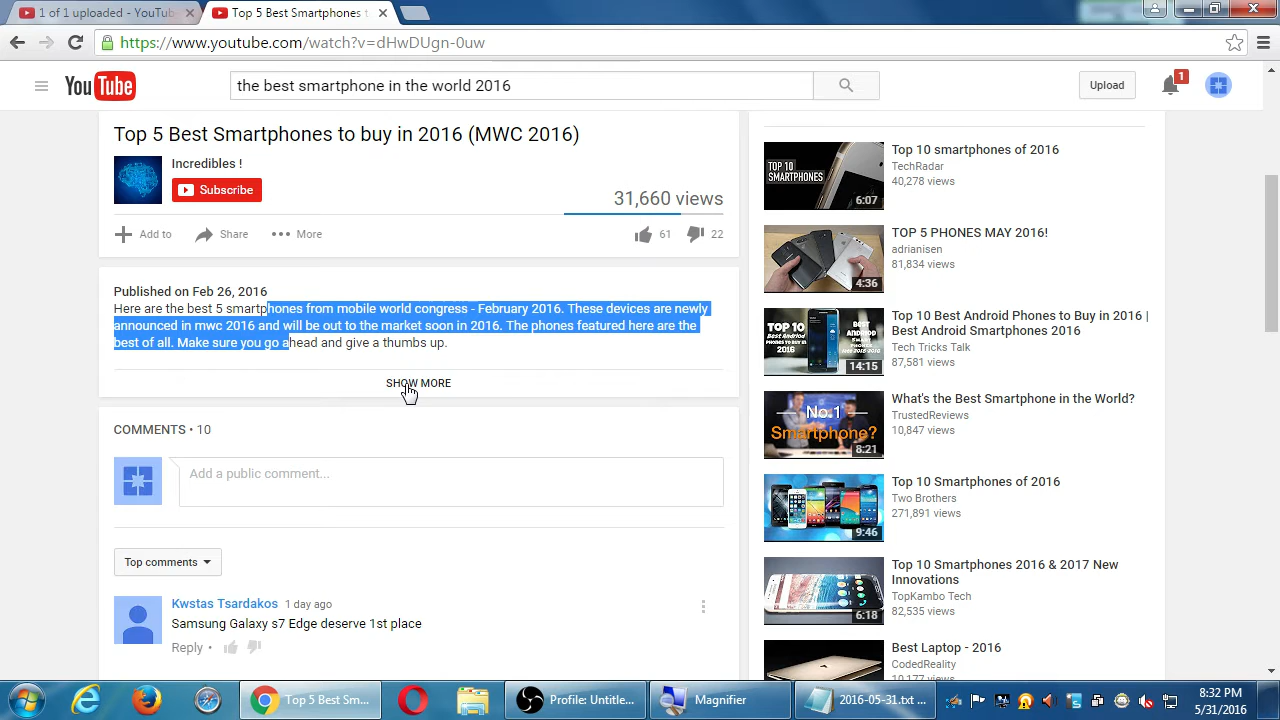 1 of 1 uploaded - YouTub
Top 5 Best Smartphones t
https://www.youtube.com/watch?v=dHwDUgn-0uw
YouTube
the best smartphone in the world 2016
Upload
1
Top 5 Best Smartphones to buy in 2016 (MWC 2016)
Incredibles !
Subscribe
31,660 views
Add to
Share
More
61
22
Published on Feb 26, 2016
Here are the best 5 smartphones from mobile world congress - February 2016. These devices are newly
announced in mwc 2016 and will be out to the market soon in 2016. The phones featured here are the
best of all. Make sure you go ahead and give a thumbs up.
SHOW MORE
COMMENTS • 10
Add a public comment...
Top comments
Kwstas Tsardakos 1 day ago
Samsung Galaxy s7 Edge deserve 1st place
Reply •
TOP 10
SMARTPHONES
6:07
Top 10 smartphones of 2016
TechRadar
40,278 views
4:36
TOP 5 PHONES MAY 2016!
adrianisen
81,834 views
TOP 10
14:15
Top 10 Best Android Phones to Buy in 2016 |
Best Android Smartphones 2016
Tech Tricks Talk
87,581 views
No.1
Smartphone?
8:21
What's the Best Smartphone in the World?
TrustedReviews
10,847 views
9:46
Top 10 Smartphones of 2016
Two Brothers
271,891 views
6:18
Top 10 Smartphones 2016 & 2017 New
Innovations
TopKambo Tech
82,535 views
Best Laptop - 2016
CodedReality
10,177 views
Top 5 Best Sm...
Profile: Untitle...
Magnifier
2016-05-31.txt ...
8:32 PM
5/31/2016